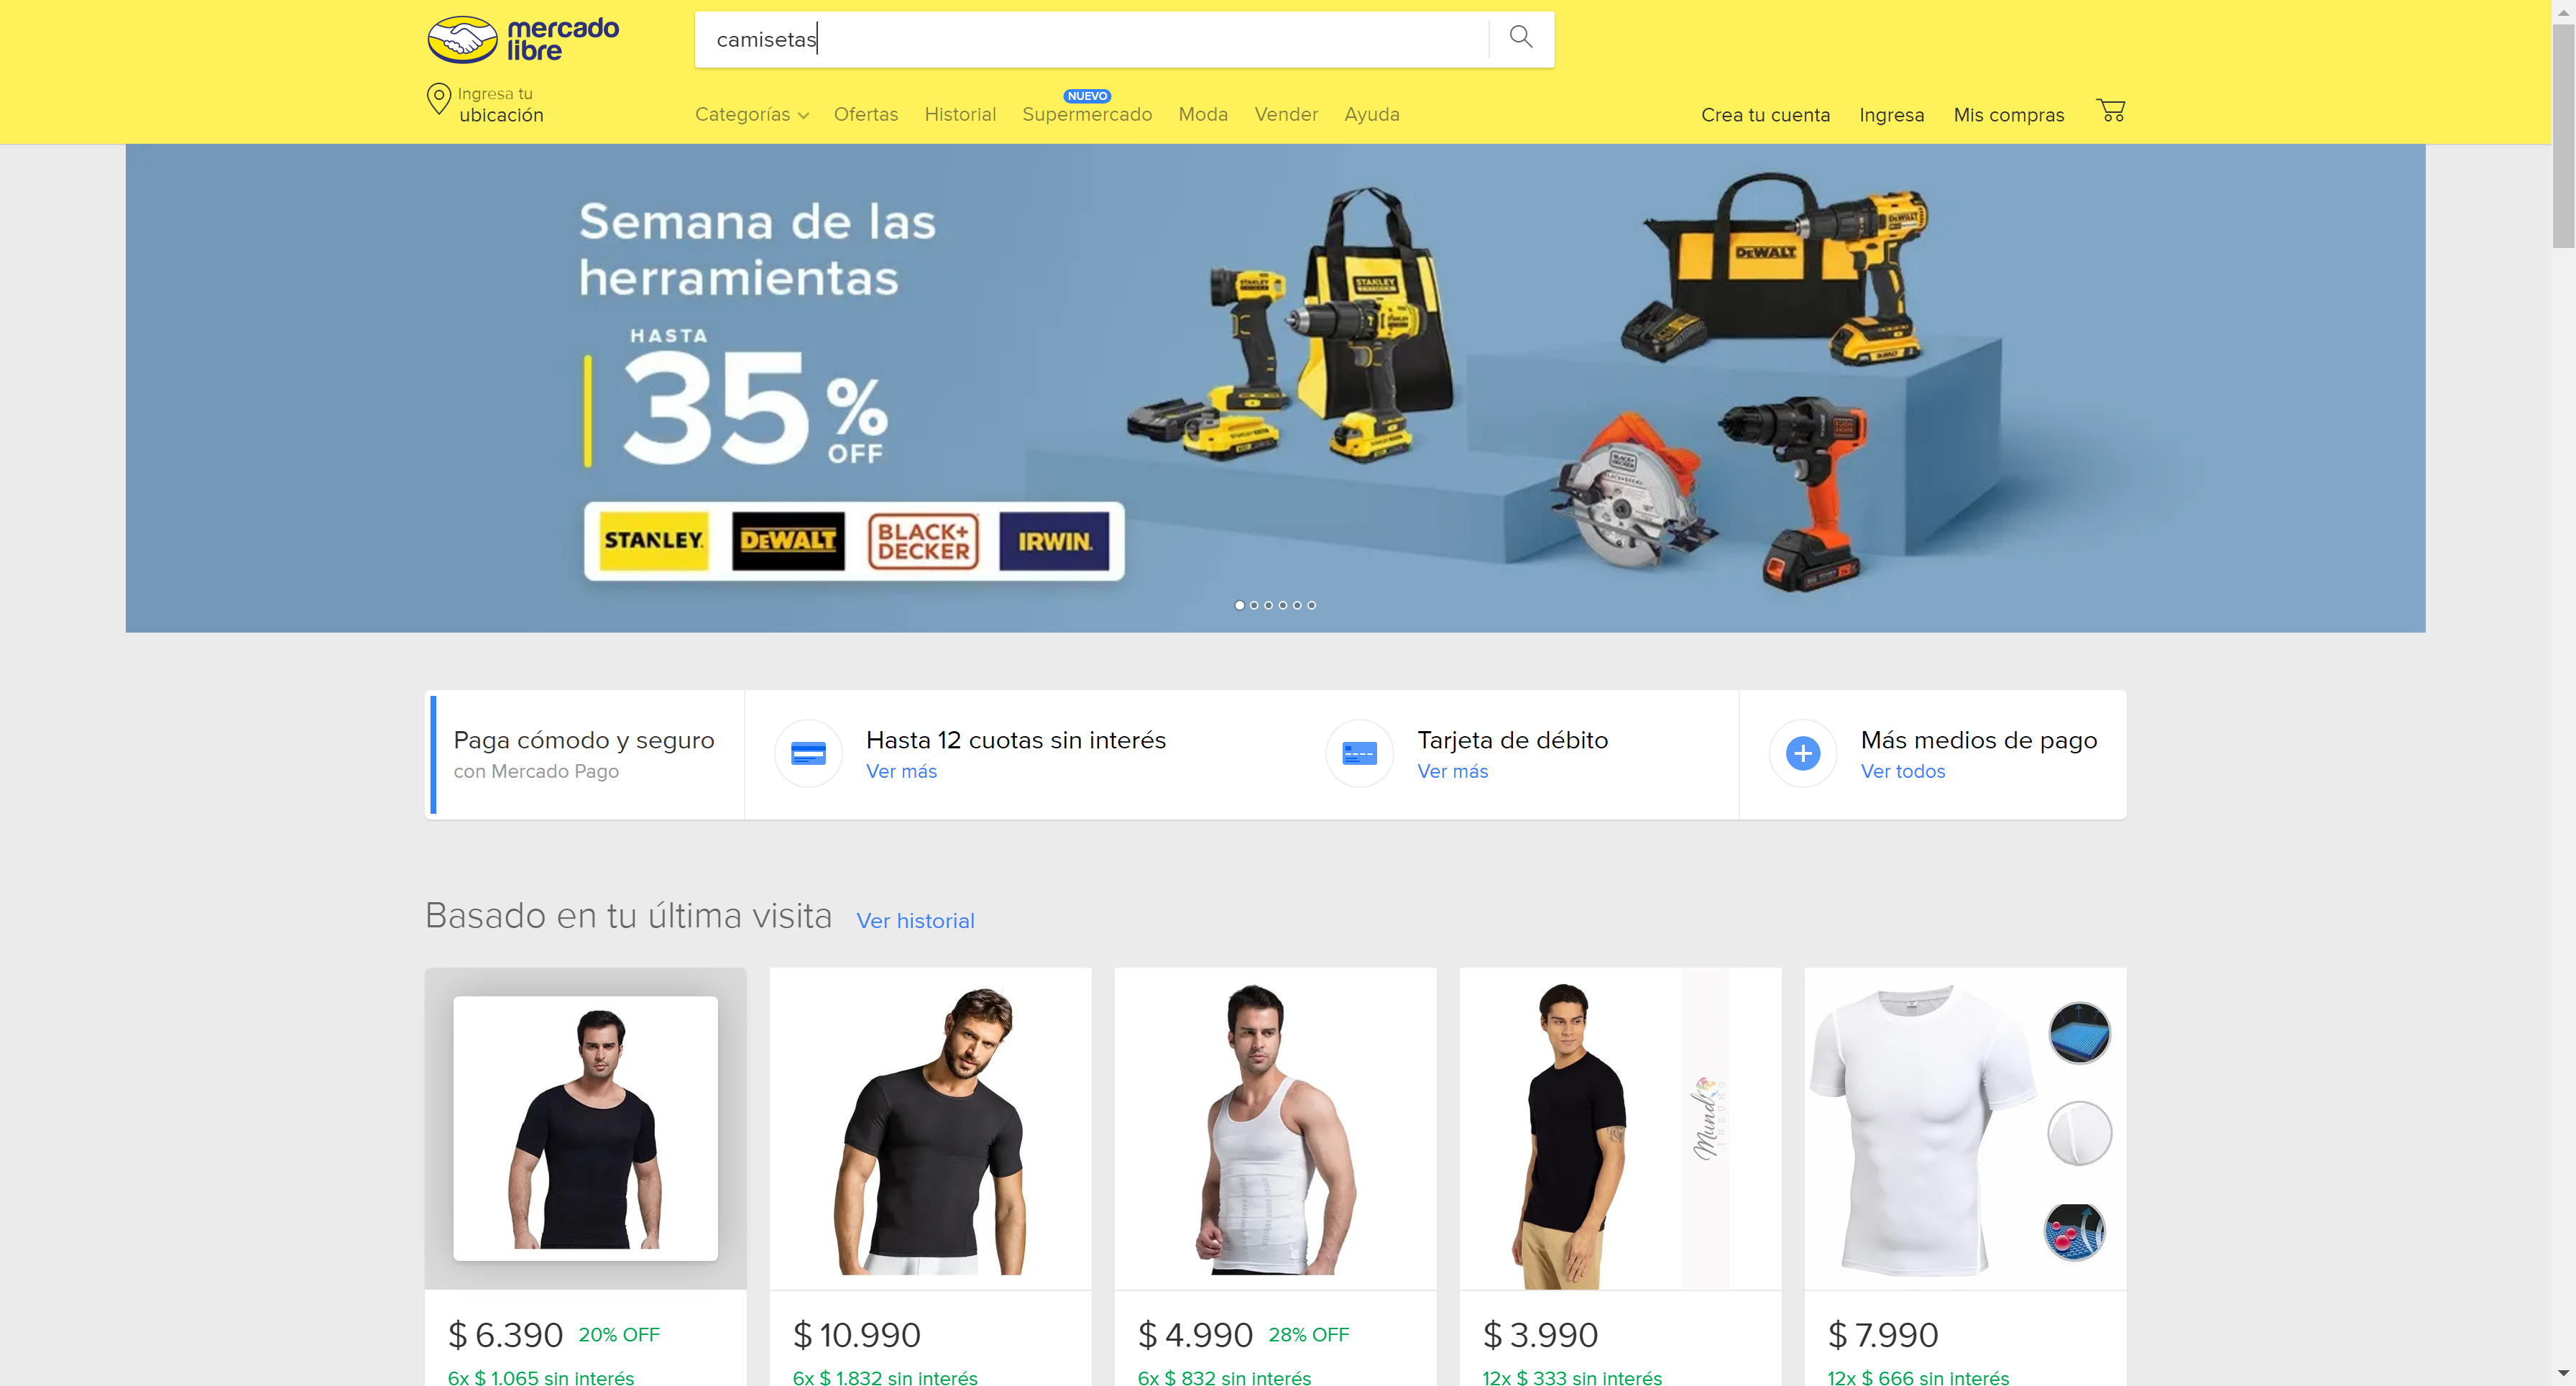 mercado
libre
camisetas
Ingresa tu
ubicación
Categorías
Ofertas
Historial
NUEVO
Supermercado
Moda
Vender
Ayuda
Crea tu cuenta
Ingresa
Mis compras
Semana de las
herramientas
HASTA
35%
OFF
STANLEY.
DEWALT
BLACK+
DECKER
IRWIN.
STANLEY
DEWALT
Paga cómodo y seguro
con Mercado Pago
Hasta 12 cuotas sin interés
Ver más
Tarjeta de débito
Ver más
Más medios de pago
Ver todos
Basado en tu última visita
Ver historial
Mundo
$ 6.390 20% OFF
6x $ 1.065 sin interés
$ 10.990
6x $ 1.832 sin interés
$ 4.990 28% OFF
6x $ 832 sin interés
$ 3.990
12x $ 333 sin interés
$ 7.990
12x $ 666 sin interés